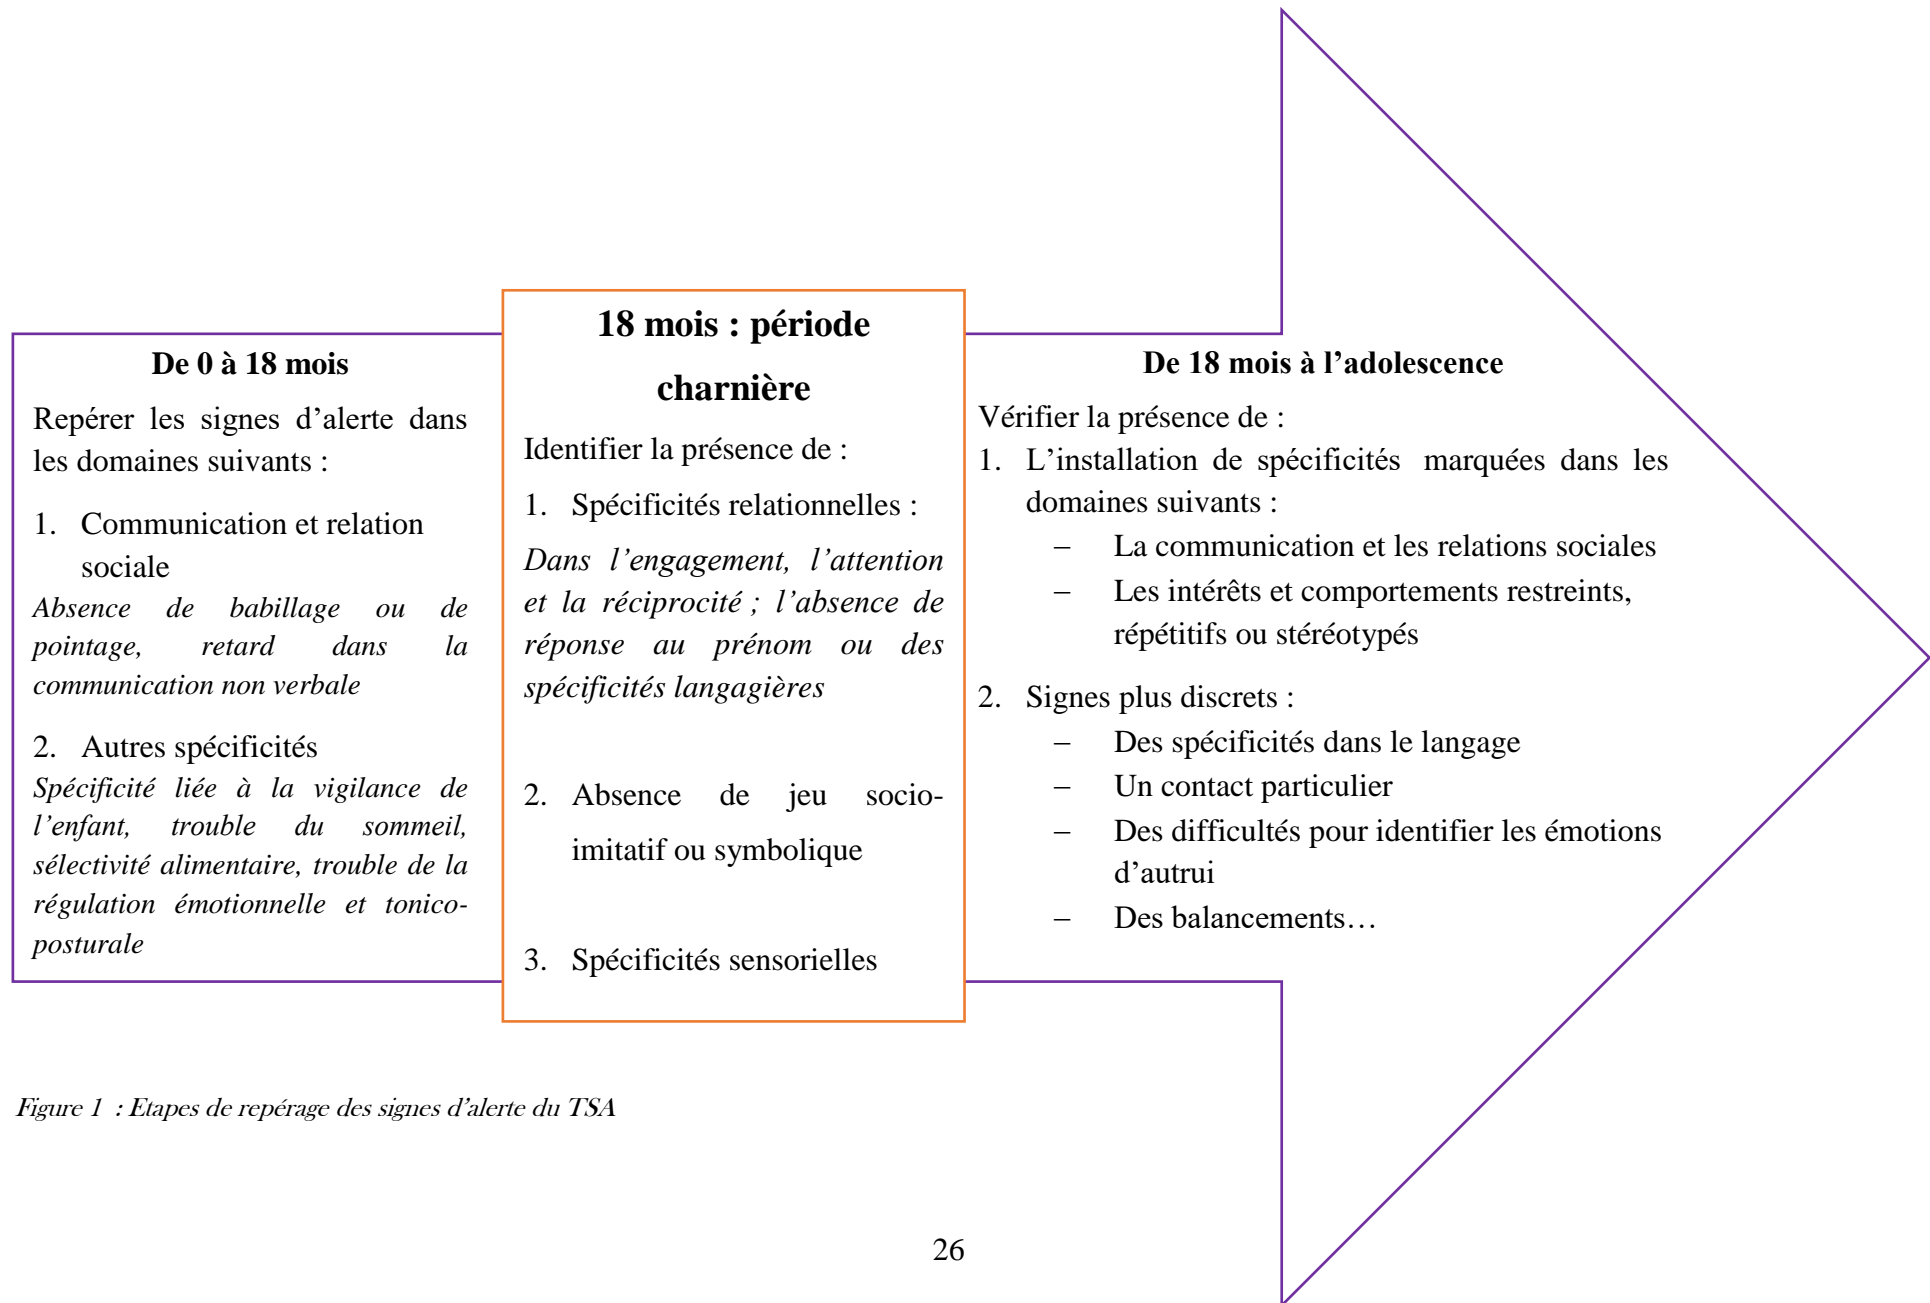 De 0 à 18 mois
Repérer les signes d’alerte dans
les domaines suivants :
1. Communication et relation
sociale
Absence de babillage ou de
pointage, retard dans la
communication non verbale
2. Autres spécificités
Spécificité liée à la vigilance de
l’enfant, trouble du sommeil,
sélectivité alimentaire, trouble de la
régulation émotionnelle et tonico-
posturale
18 mois : période
charnière
Identifier la présence de :
1. Spécificités relationnelles :
Dans l’engagement, l’attention
et la réciprocité ; l’absence de
réponse au prénom ou des
spécificités langagières
2. Absence de jeu socio-
imitatif ou symbolique
3. Spécificités sensorielles
De 18 mois à l’adolescence
Vérifier la présence de :
1. L’installation de spécificités marquées dans les
domaines suivants :
– La communication et les relations sociales
– Les intérêts et comportements restreints,
répétitifs ou stéréotypés
2. Signes plus discrets :
– Des spécificités dans le langage
– Un contact particulier
– Des difficultés pour identifier les émotions
d’autrui
– Des balancements…
Figure 1 : Etapes de repérage des signes d’alerte du TSA
26